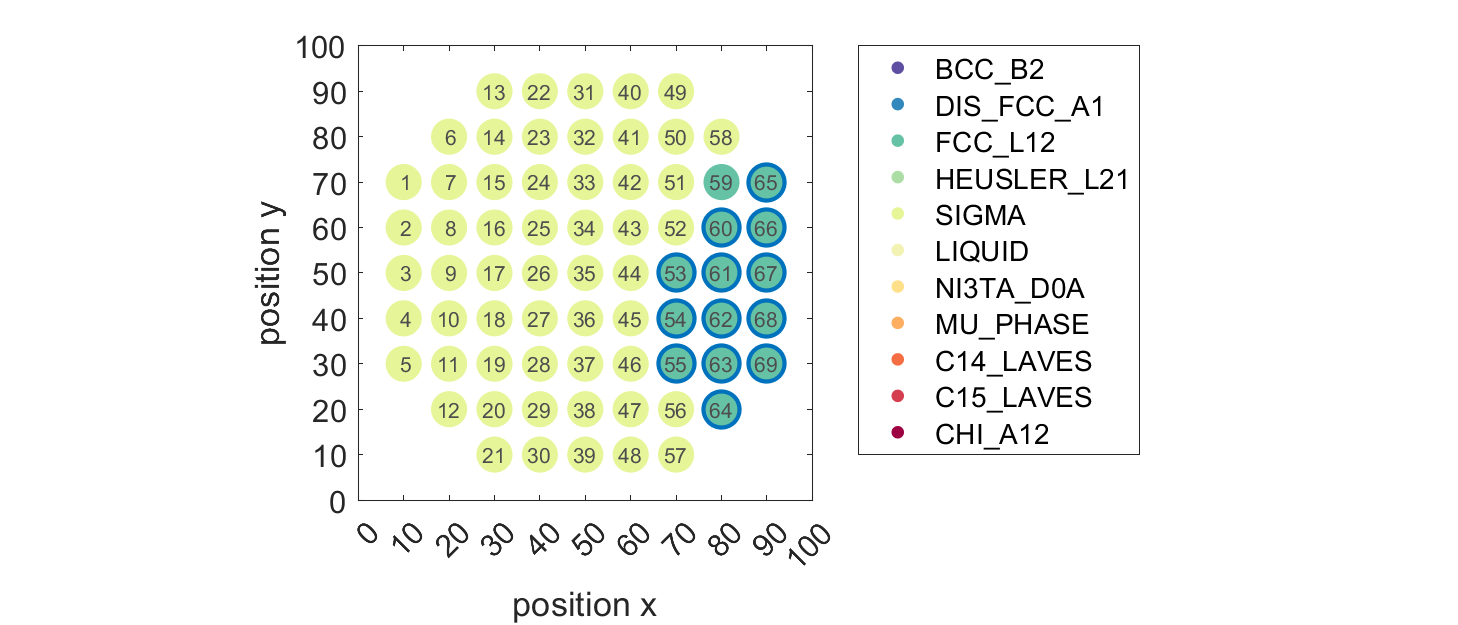 100
90
80
70
60
50
40
30
20
10
0
position y
13 22 31 40 49
6 14 23 32 41 50 58
1 7 15 24 33 42 51 59 65
2 8 16 25 34 43 52 60 66
3 9 17 26 35 44 53 61 67
4 10 18 27 36 45 54 62 68
5 11 19 28 37 46 55 63 69
12 20 29 38 47 56 64
21 30 39 48 57
0 10 20 30 40 50 60 70 80 90 100
position x
BCC_B2
DIS_FCC_A1
FCC_L12
HEUSLER_L21
SIGMA
LIQUID
NI3TA_D0A
MU_PHASE
C14_LAVES
C15_LAVES
CHI_A12